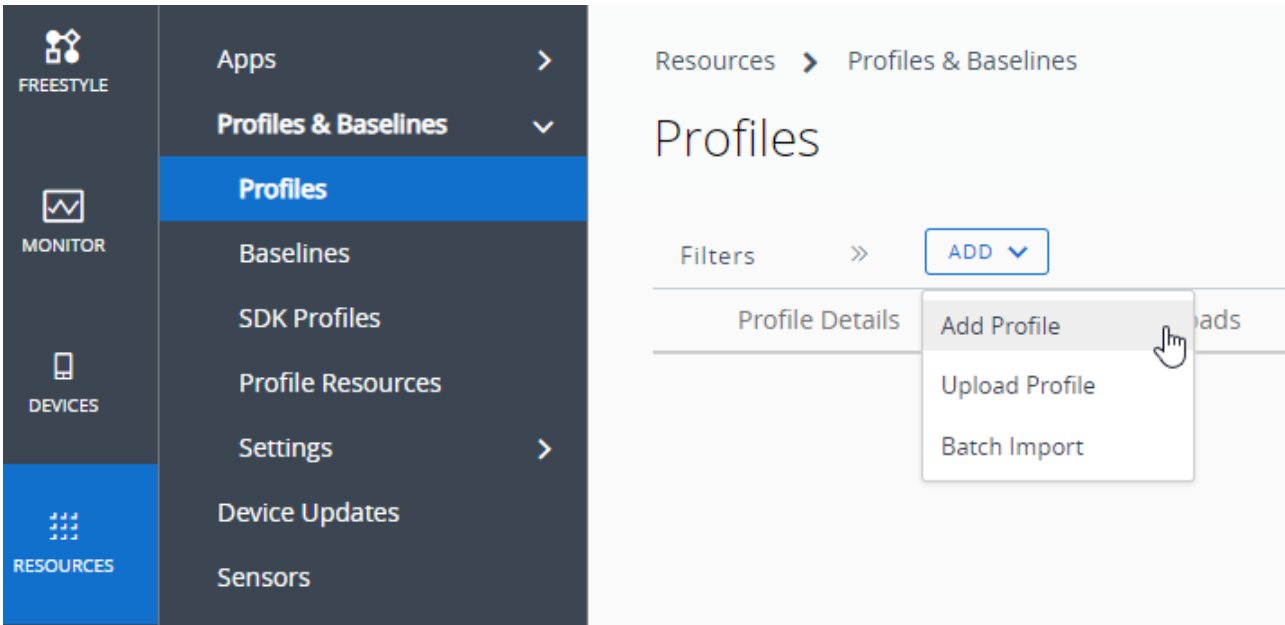 FREESTYLE
MONITOR
DEVICES
RESOURCES
Apps
Profiles & Baselines
Profiles
Baselines
SDK Profiles
Profile Resources
Settings
Device Updates
Sensors
Resources Profiles & Baselines
Profiles
Filters ADD
Profile Details
Add Profile
Upload Profile
Batch Import